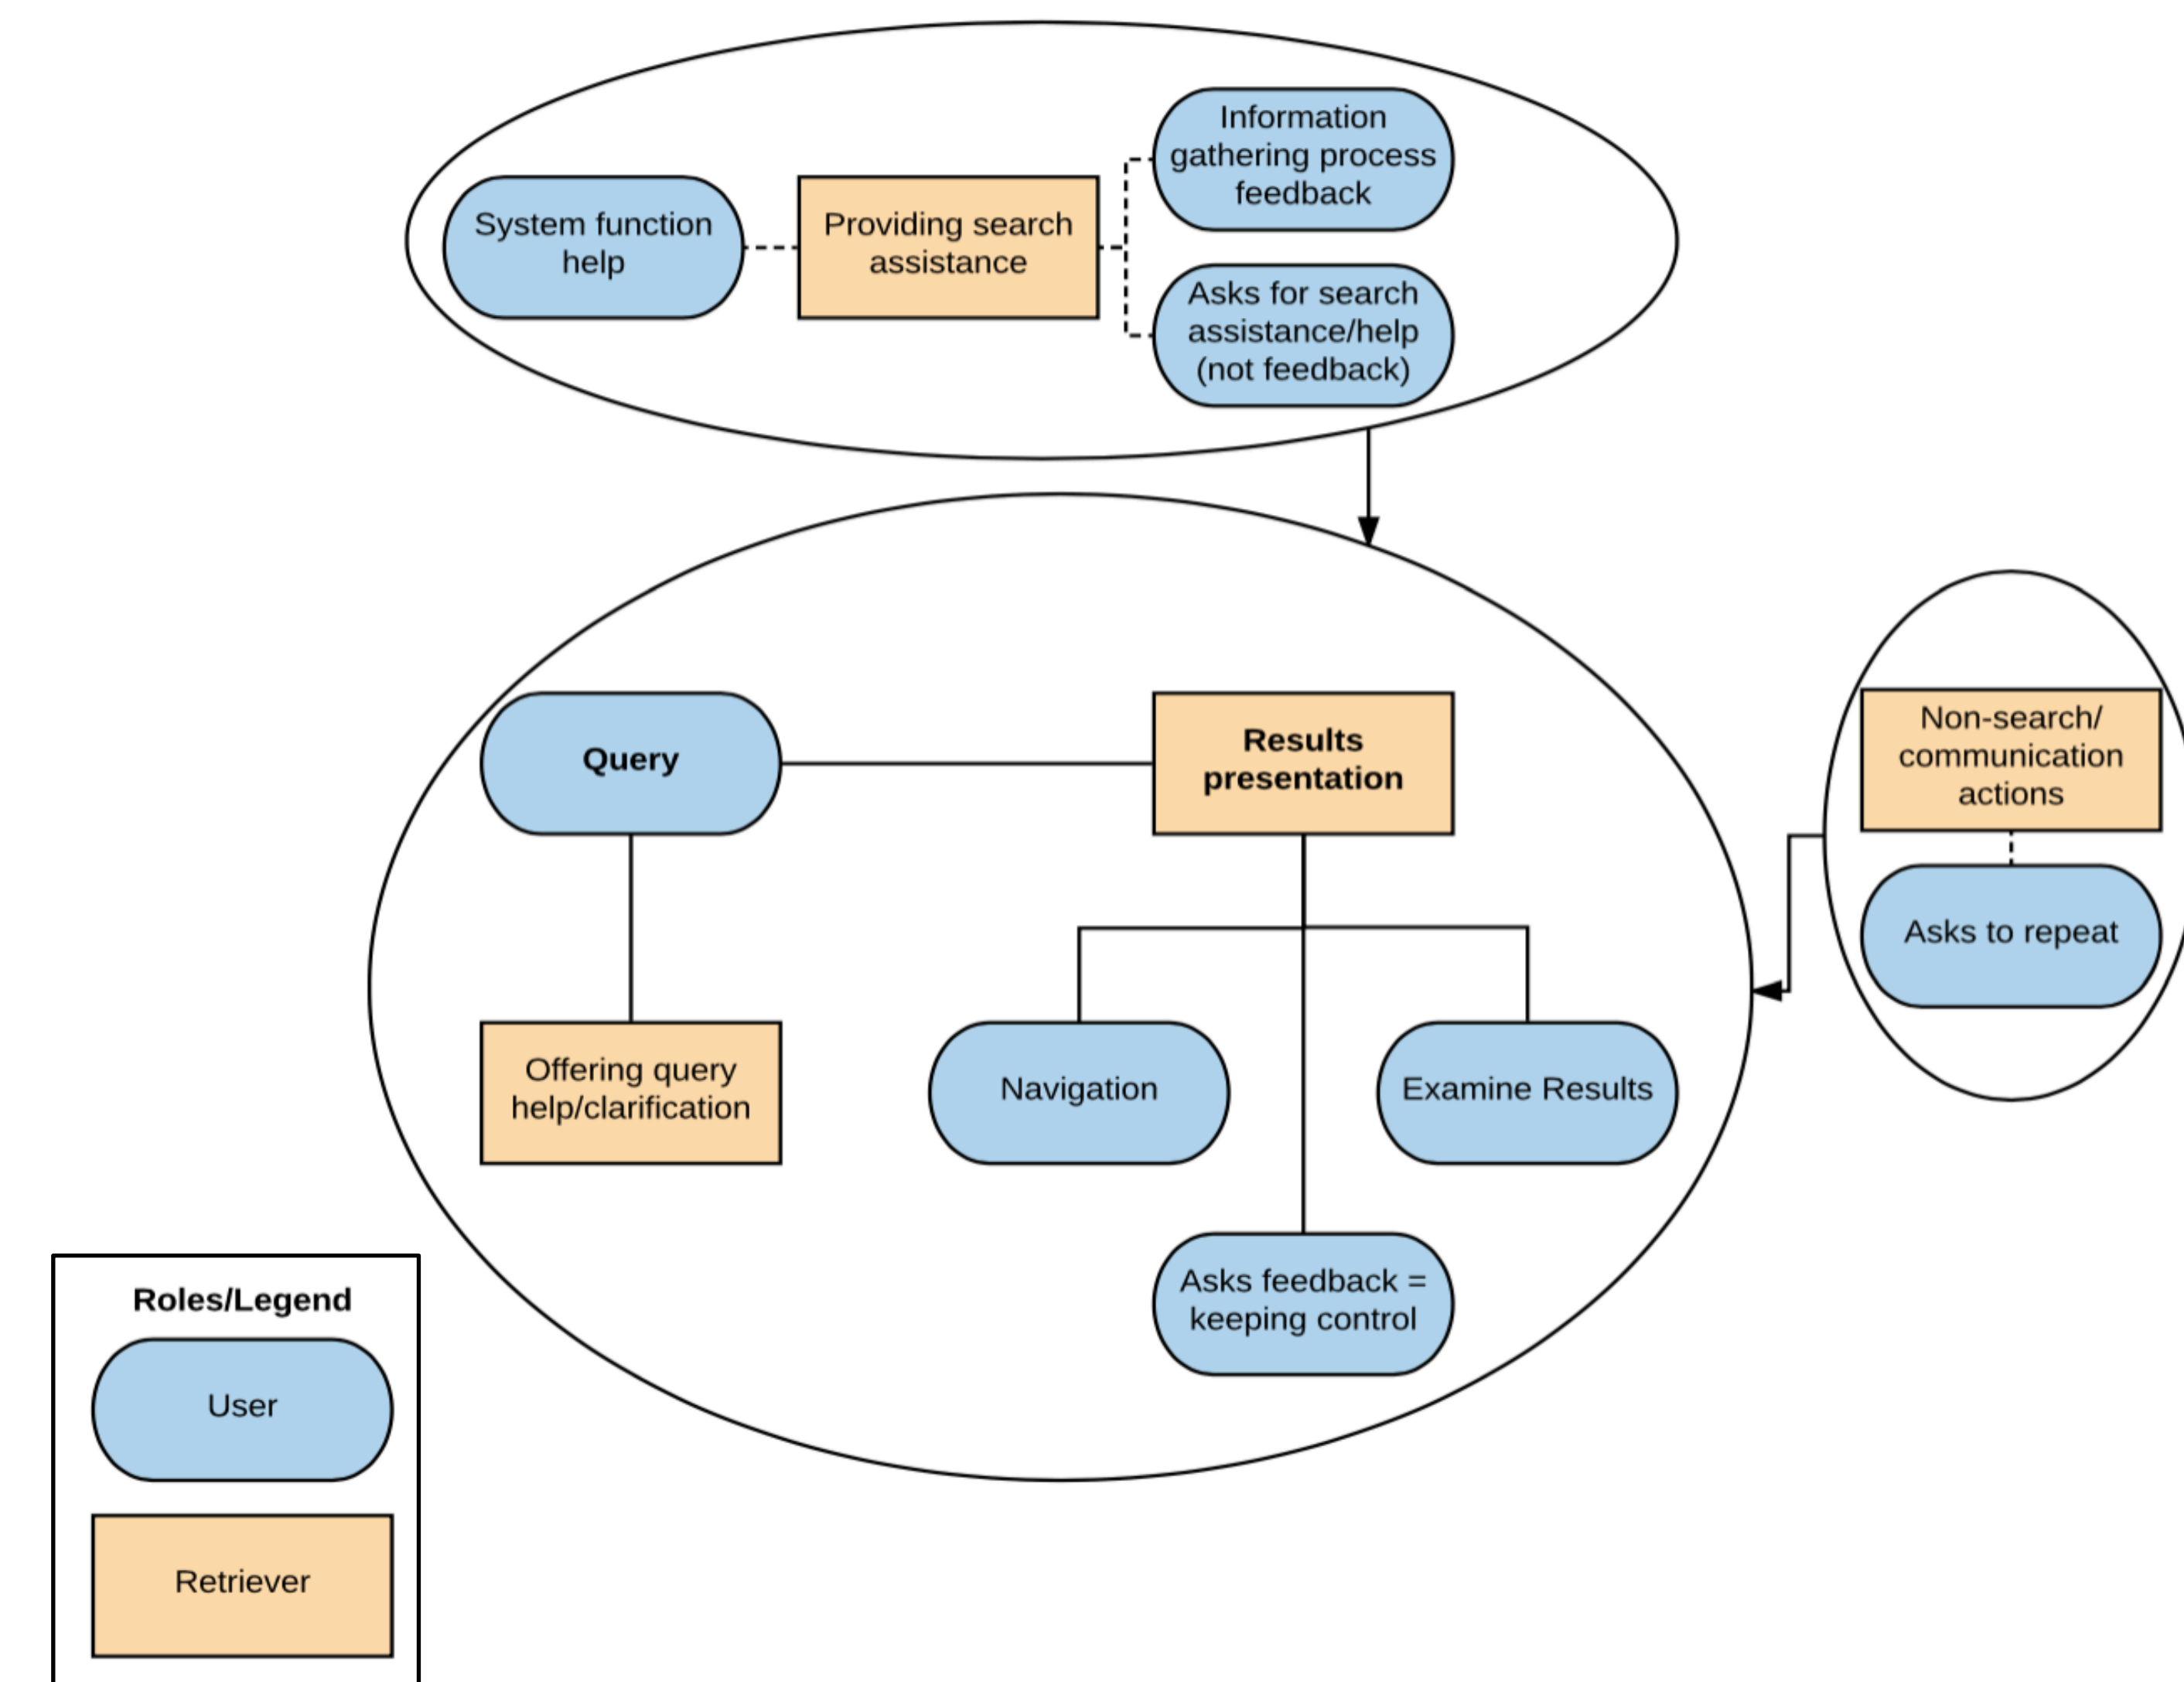 Information
gathering process
feedback
System function
help
Providing search
assistance
Asks for search
assistance/help
(not feedback)
Query
Results
presentation
Non-search/
communication
actions
Asks to repeat
Offering query
help/clarification
Navigation
Examine Results
Asks feedback =
keeping control
Roles/Legend
User
Retriever